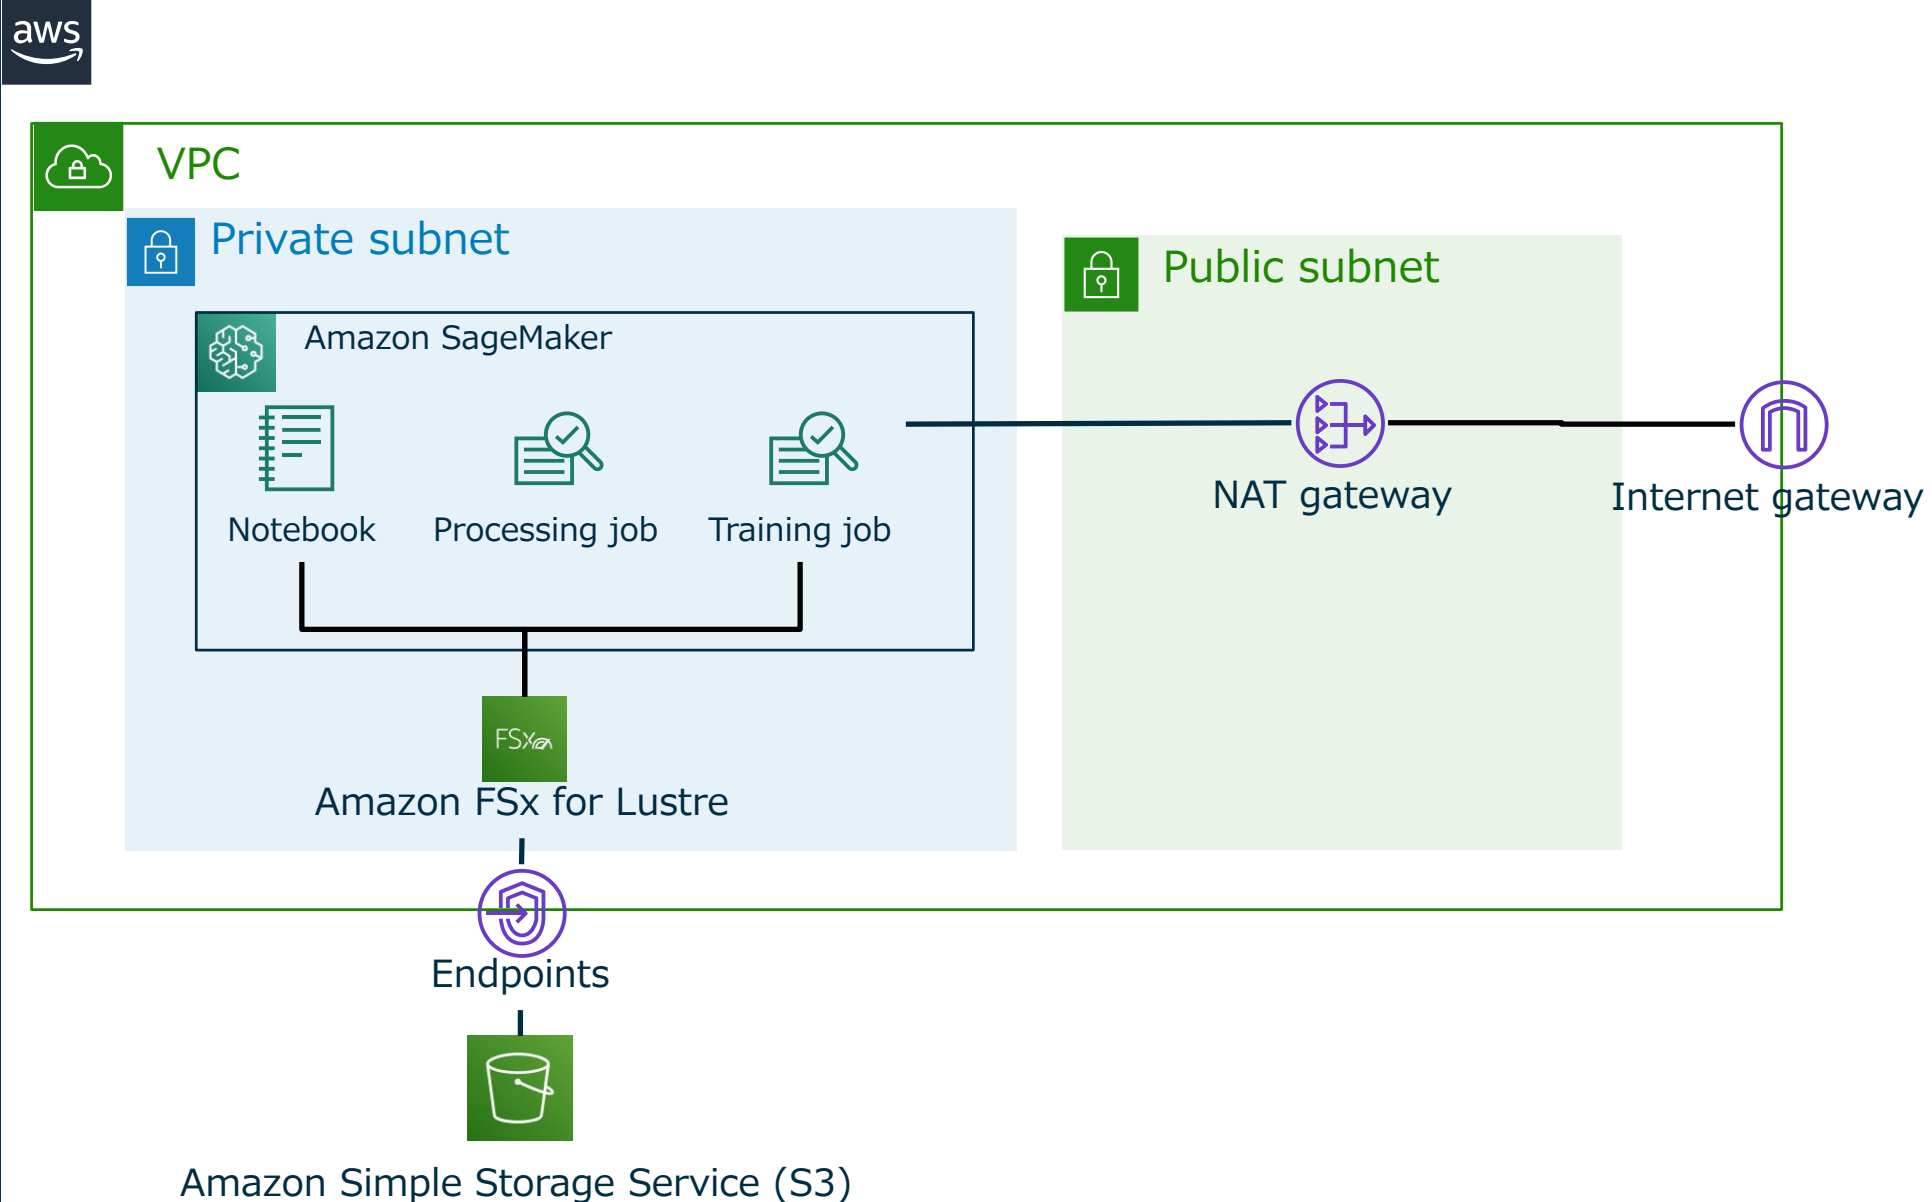 aws
VPC
Private subnet
Public subnet
Amazon SageMaker
Notebook
Processing job
Training job
NAT gateway
Internet gateway
FSx
Amazon FSx for Lustre
Endpoints
Amazon Simple Storage Service (S3)